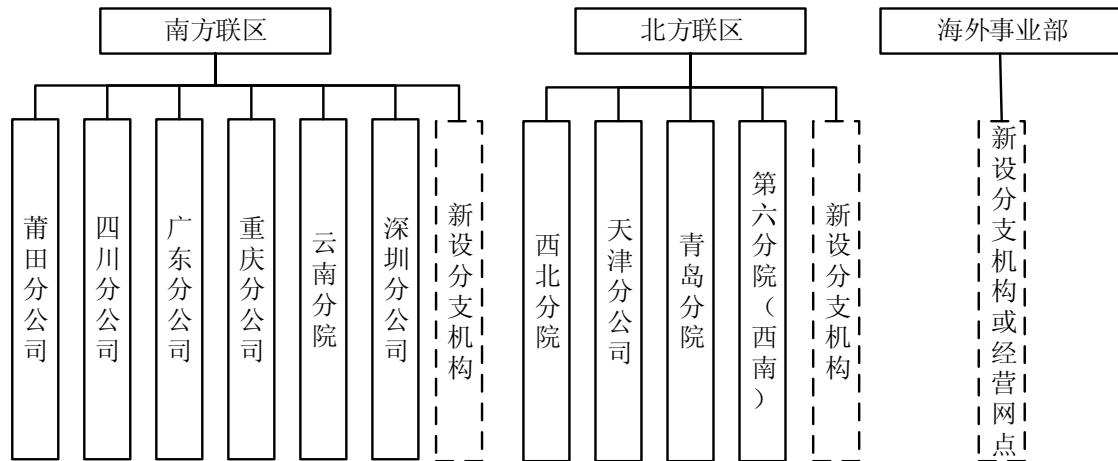 南方联区
北方联区
海外事业部
莆田分公司
四川分公司
广东分公司
重庆分公司
云南分院
深圳分公司
新设分支机构
西北分院
天津分公司
青岛分院
第六分院（西南）
新设分支机构
新设分支机构或经营网点